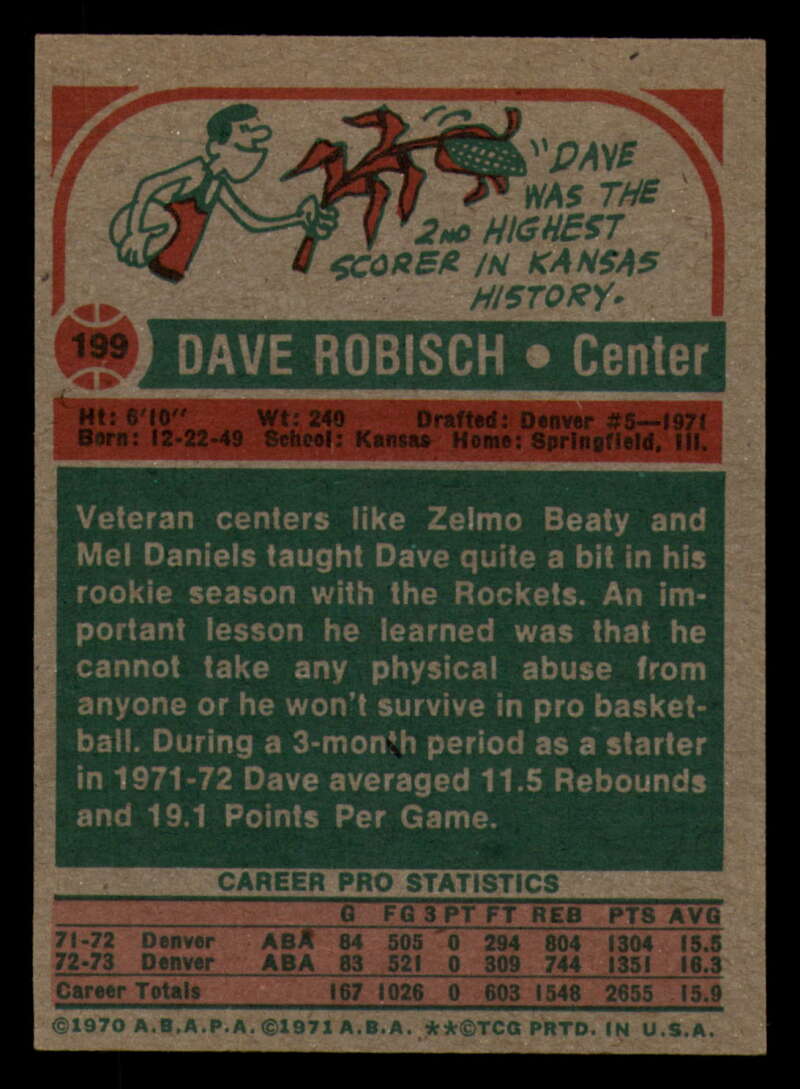 "DAVE
WAS THE
2ND HIGHEST
SCORER IN KANSAS
HISTORY.
199 DAVE ROBISCH • Center
Ht: 6'10" Wt: 240 Drafted: Denver #5—1971
Born: 12-22-49 School: Kansas Home: Springfield, Ill.
Veteran centers like Zelmo Beaty and
Mel Daniels taught Dave quite a bit in his
rookie season with the Rockets. An im-
portant lesson he learned was that he
cannot take any physical abuse from
anyone or he won't survive in pro basket-
ball. During a 3-month period as a starter
in 1971-72 Dave averaged 11.5 Rebounds
and 19.1 Points Per Game.
CAREER PRO STATISTICS
G FG 3PT FT REB PTS AVG
71-72 Denver ABA 84 505 0 294 804 1304 15.5
72-73 Denver ABA 83 521 0 309 744 1351 16.3
Career Totals 167 1026 0 603 1548 2655 15.9
©1970 A.B.A.P.A. ©1971 A.B.A. **©TCG PRTD. IN U.S.A.